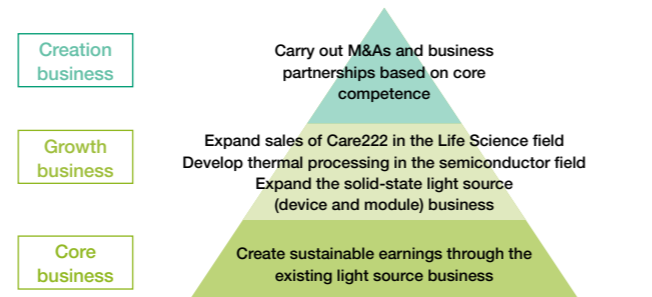 Creation
business
Carry out M&As and business
partnerships based on core
competence
Growth
business
Expand sales of Care222 in the Life Science field
Develop thermal processing in the semiconductor field
Expand the solid-state light source
(device and module) business
Core
business
Create sustainable earnings through the
existing light source business